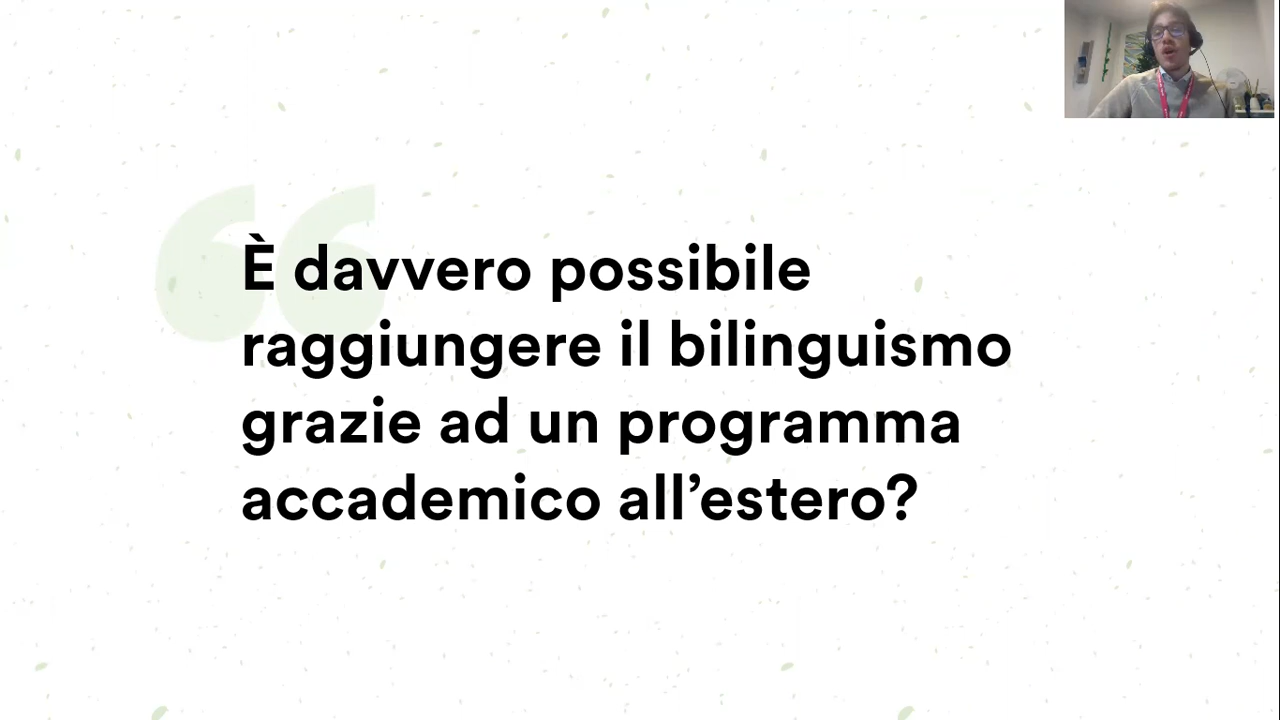 È davvero possibile
raggiungere il bilinguismo
grazie ad un programma
accademico all’estero?